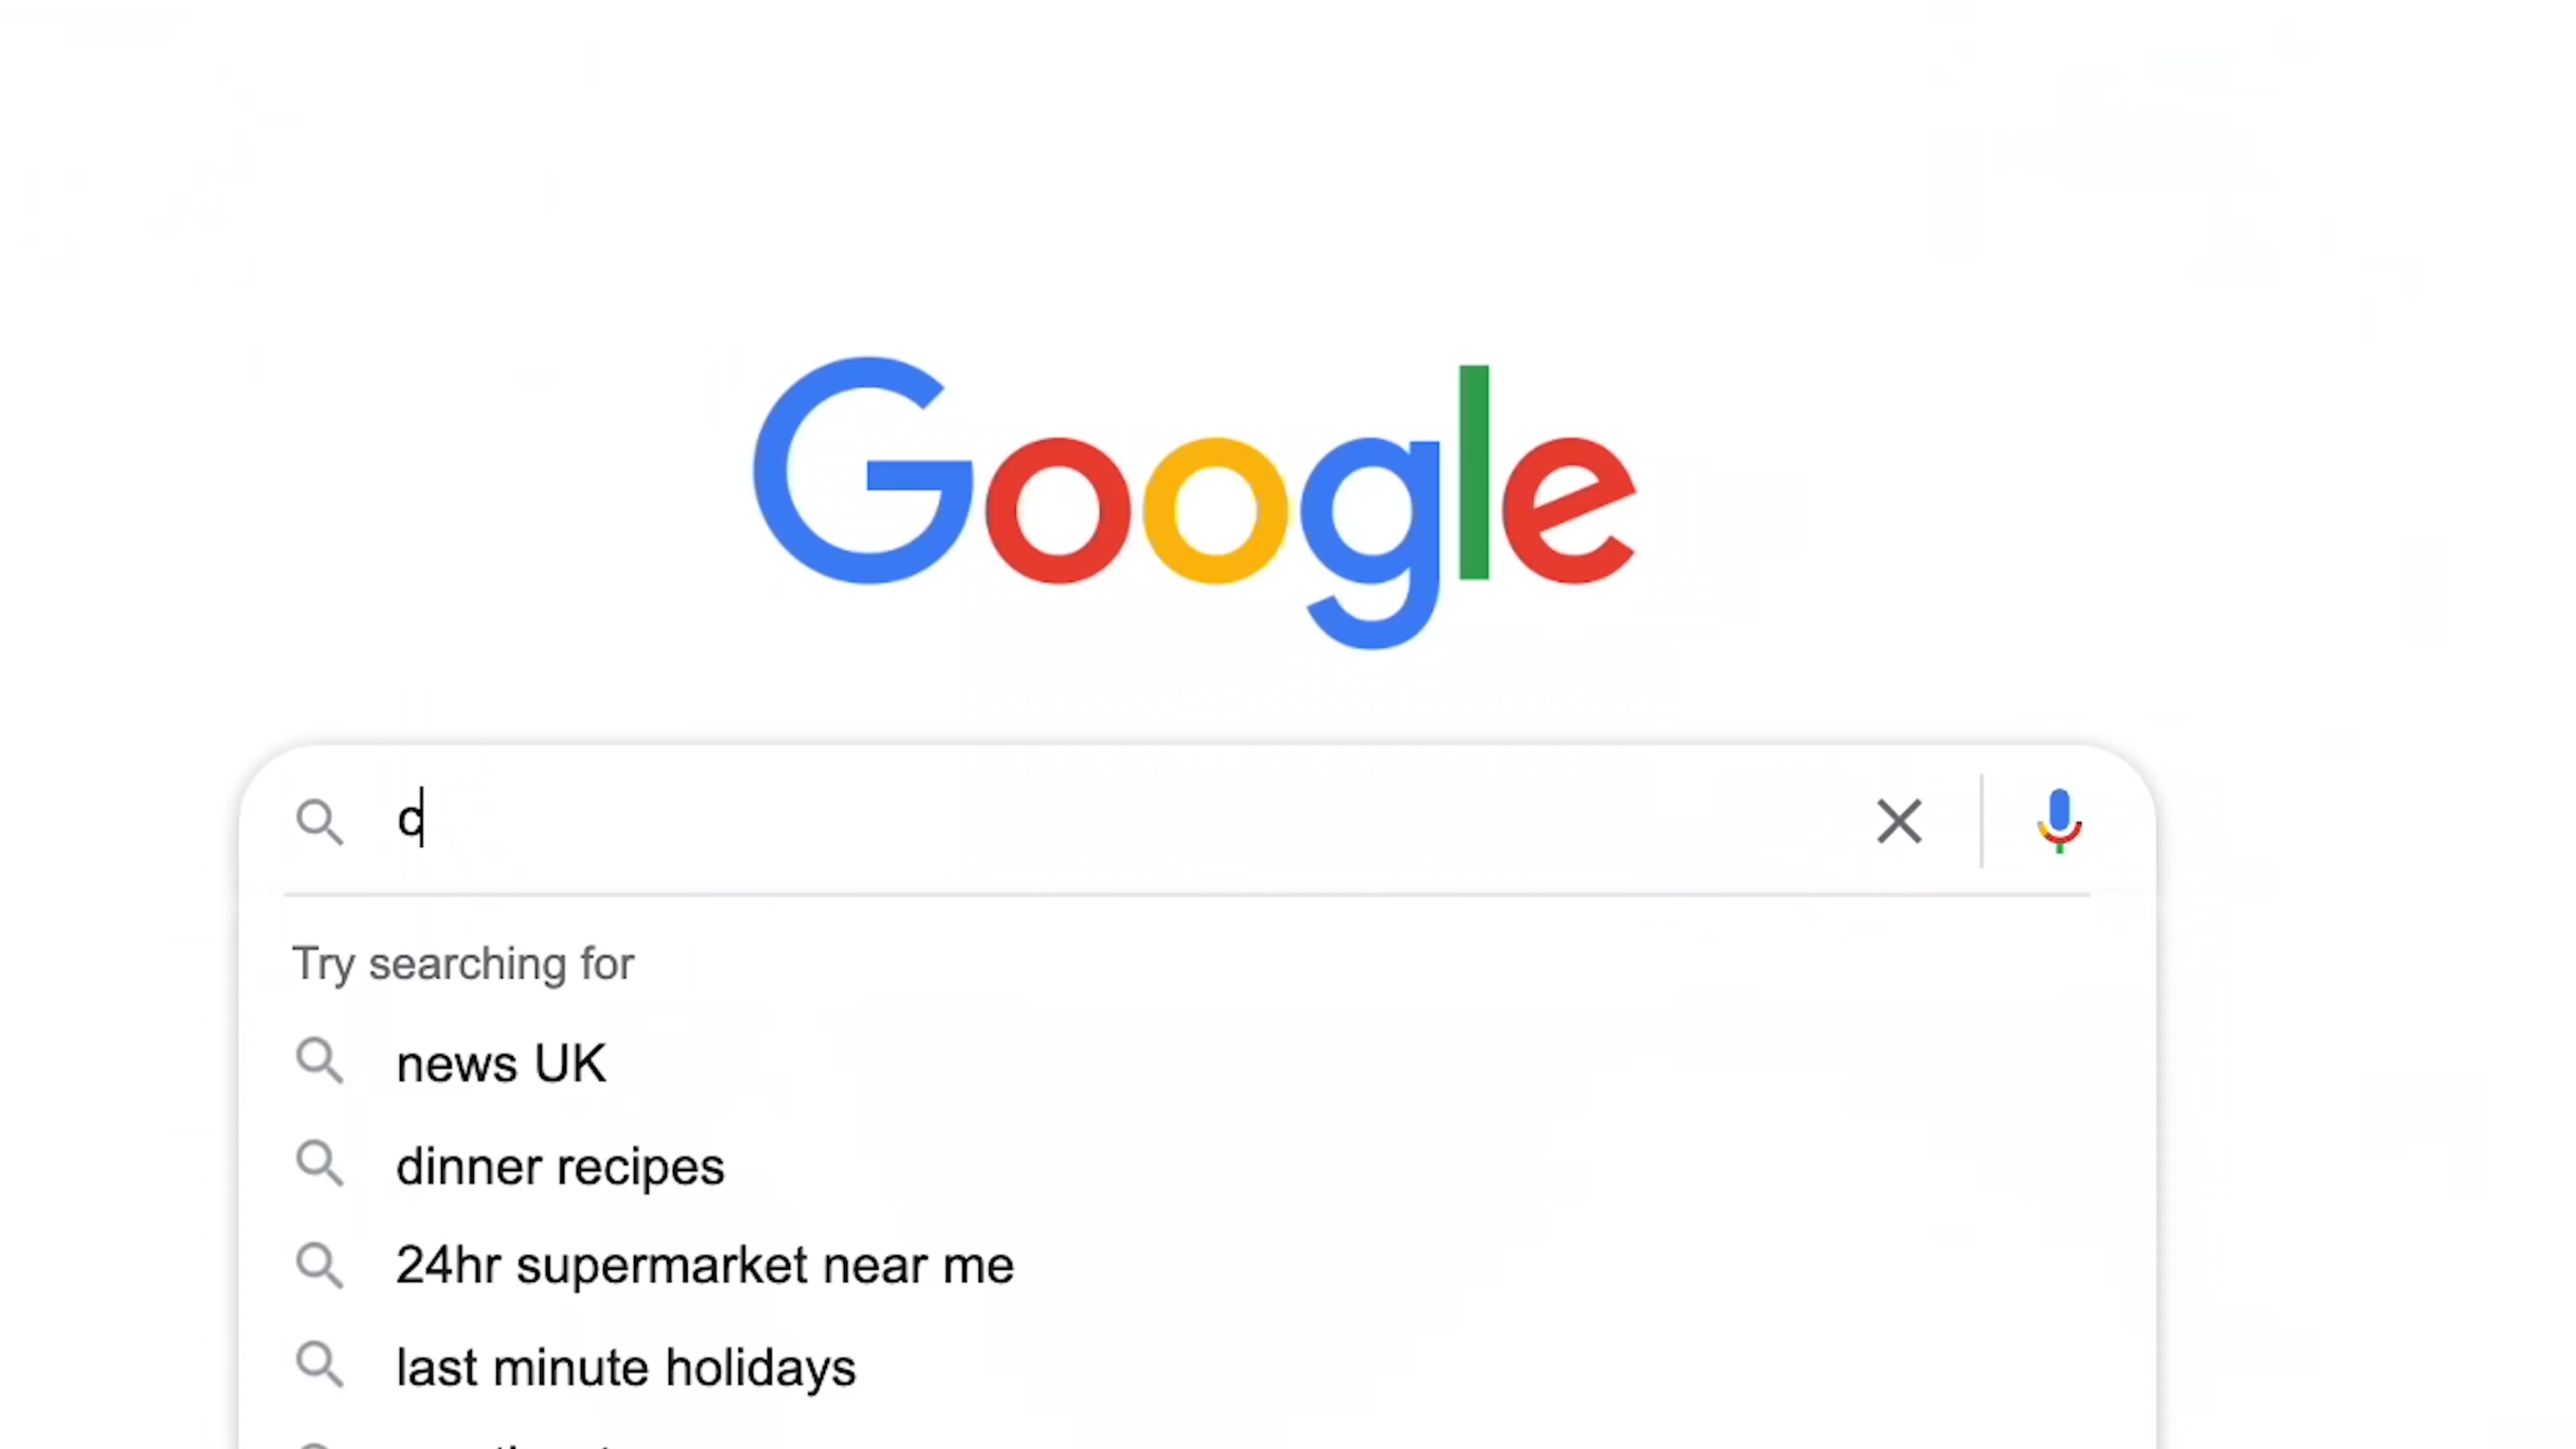 Google
c
Try searching for
news UK
dinner recipes
24hr supermarket near me
last minute holidays